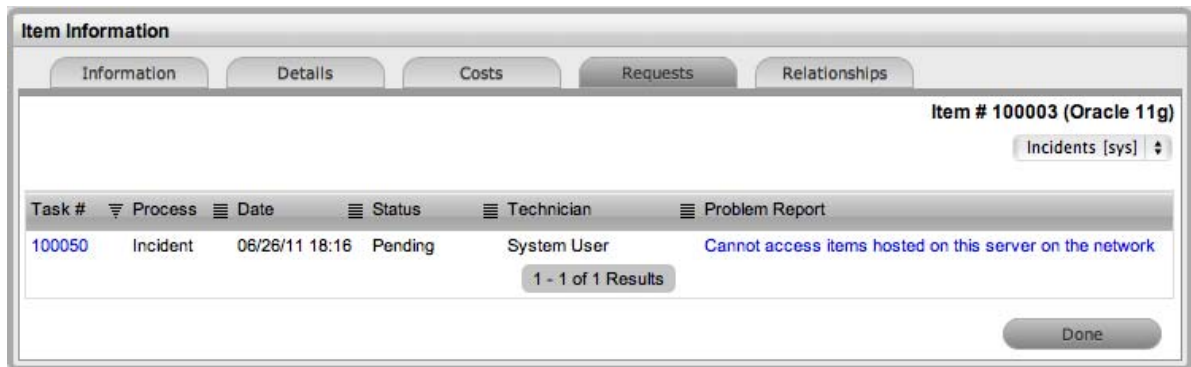 Item Information
Information Details Costs Requests Relationships
Item # 100003 (Oracle 11g)
Incidents [sys]
Task # Process Date Status Technician Problem Report
100050 Incident 06/26/11 18:16 Pending System User Cannot access items hosted on this server on the network
1 - 1 of 1 Results
Done